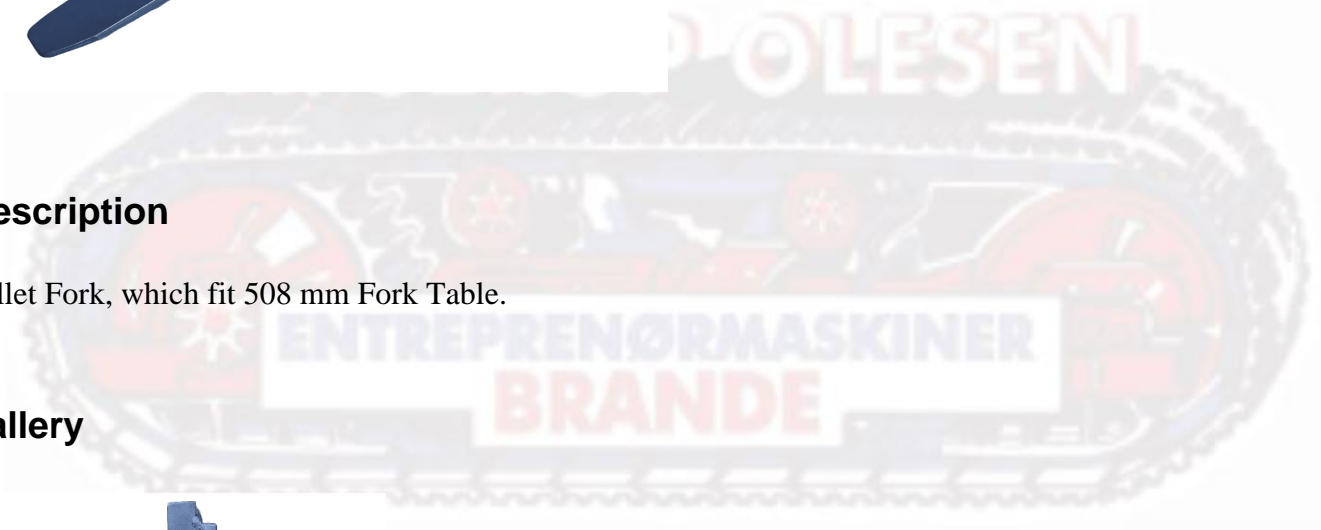 P OLESEN
escription
llet Fork, which fit 508 mm Fork Table.
ENTREPRENØRMASKINER
BRANDE
allery